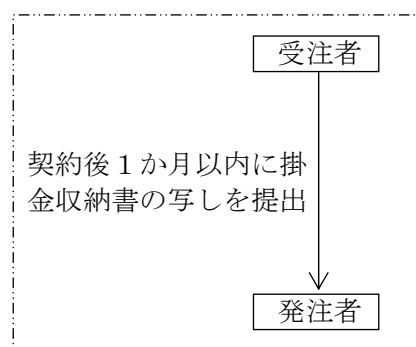 受注者
契約後１か月以内に掛
金収納書の写しを提出
発注者